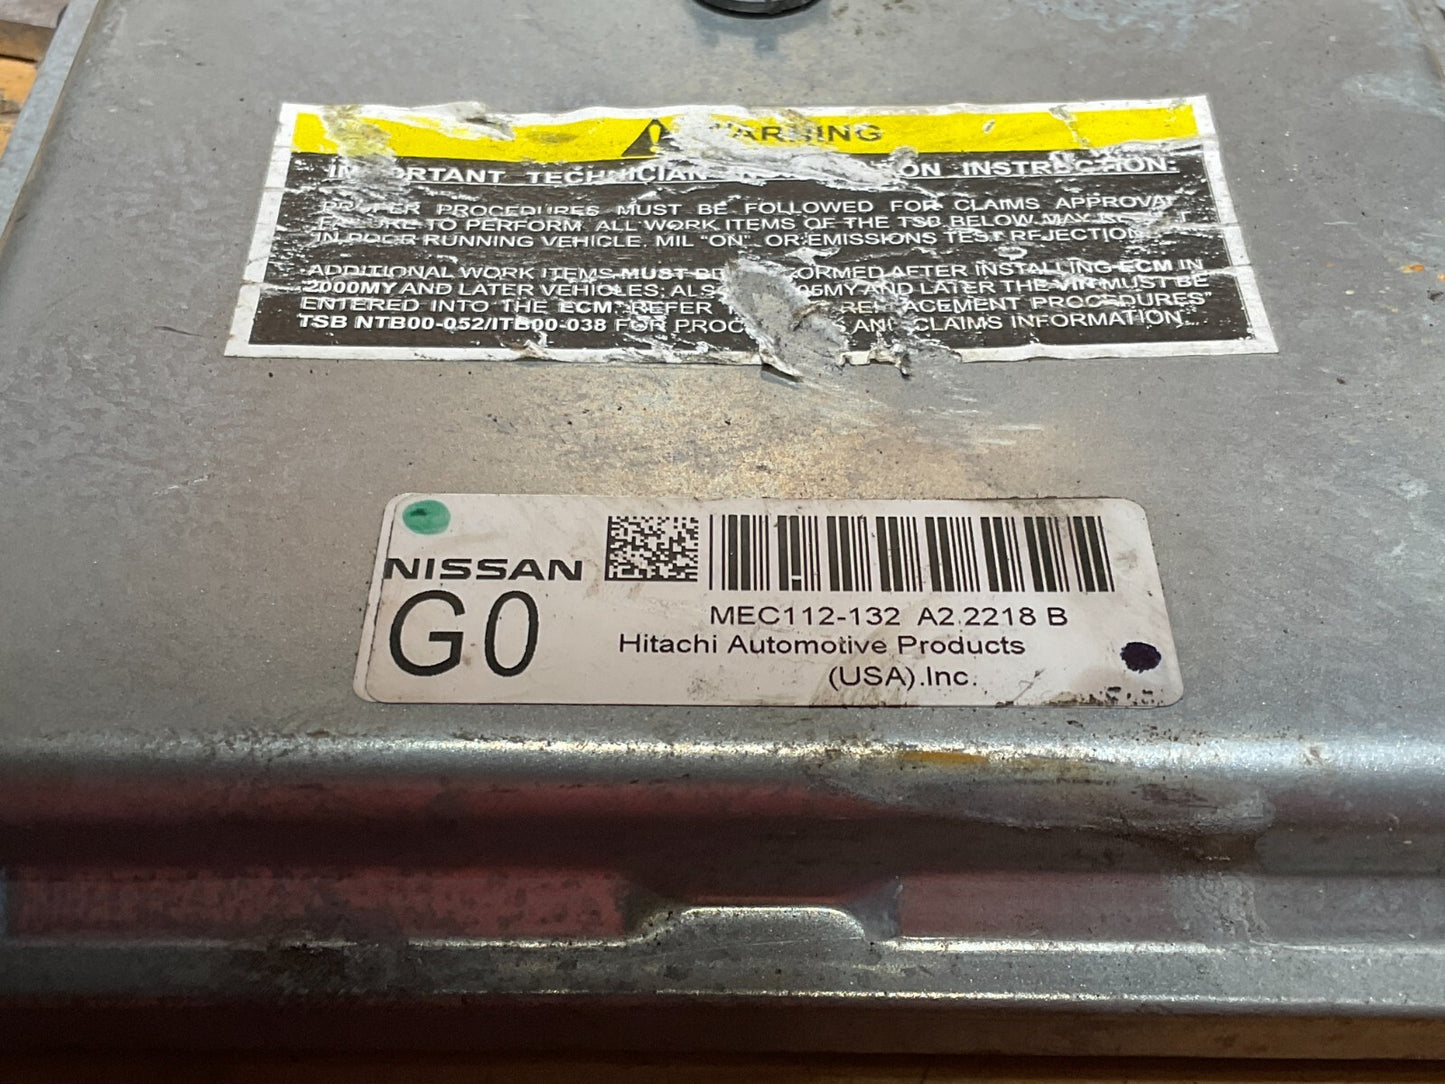 WARNING
IMPORTANT TECHNICIAN INSTRUCTION:
PROPER PROCEDURES MUST BE FOLLOWED FOR CLAIMS APPROVAL
FAILURE TO PERFORM ALL WORK ITEMS OF THE TSB BELOW MAY RESULT
IN POOR RUNNING VEHICLE, MIL "ON", OR EMISSIONS TEST REJECTION.
ADDITIONAL WORK ITEMS MUST BE PERFORMED AFTER INSTALLING ECM IN
2000MY AND LATER VEHICLES; ALSO AND LATER THE VIN MUST BE
ENTERED INTO THE ECM. REFER REPLACEMENT PROCEDURES"
TSB NTB00-052/ITB00-038 FOR AND CLAIMS INFORMATION.
NISSAN
G0
MEC112-132 A2 2218 B
Hitachi Automotive Products
(USA).Inc.